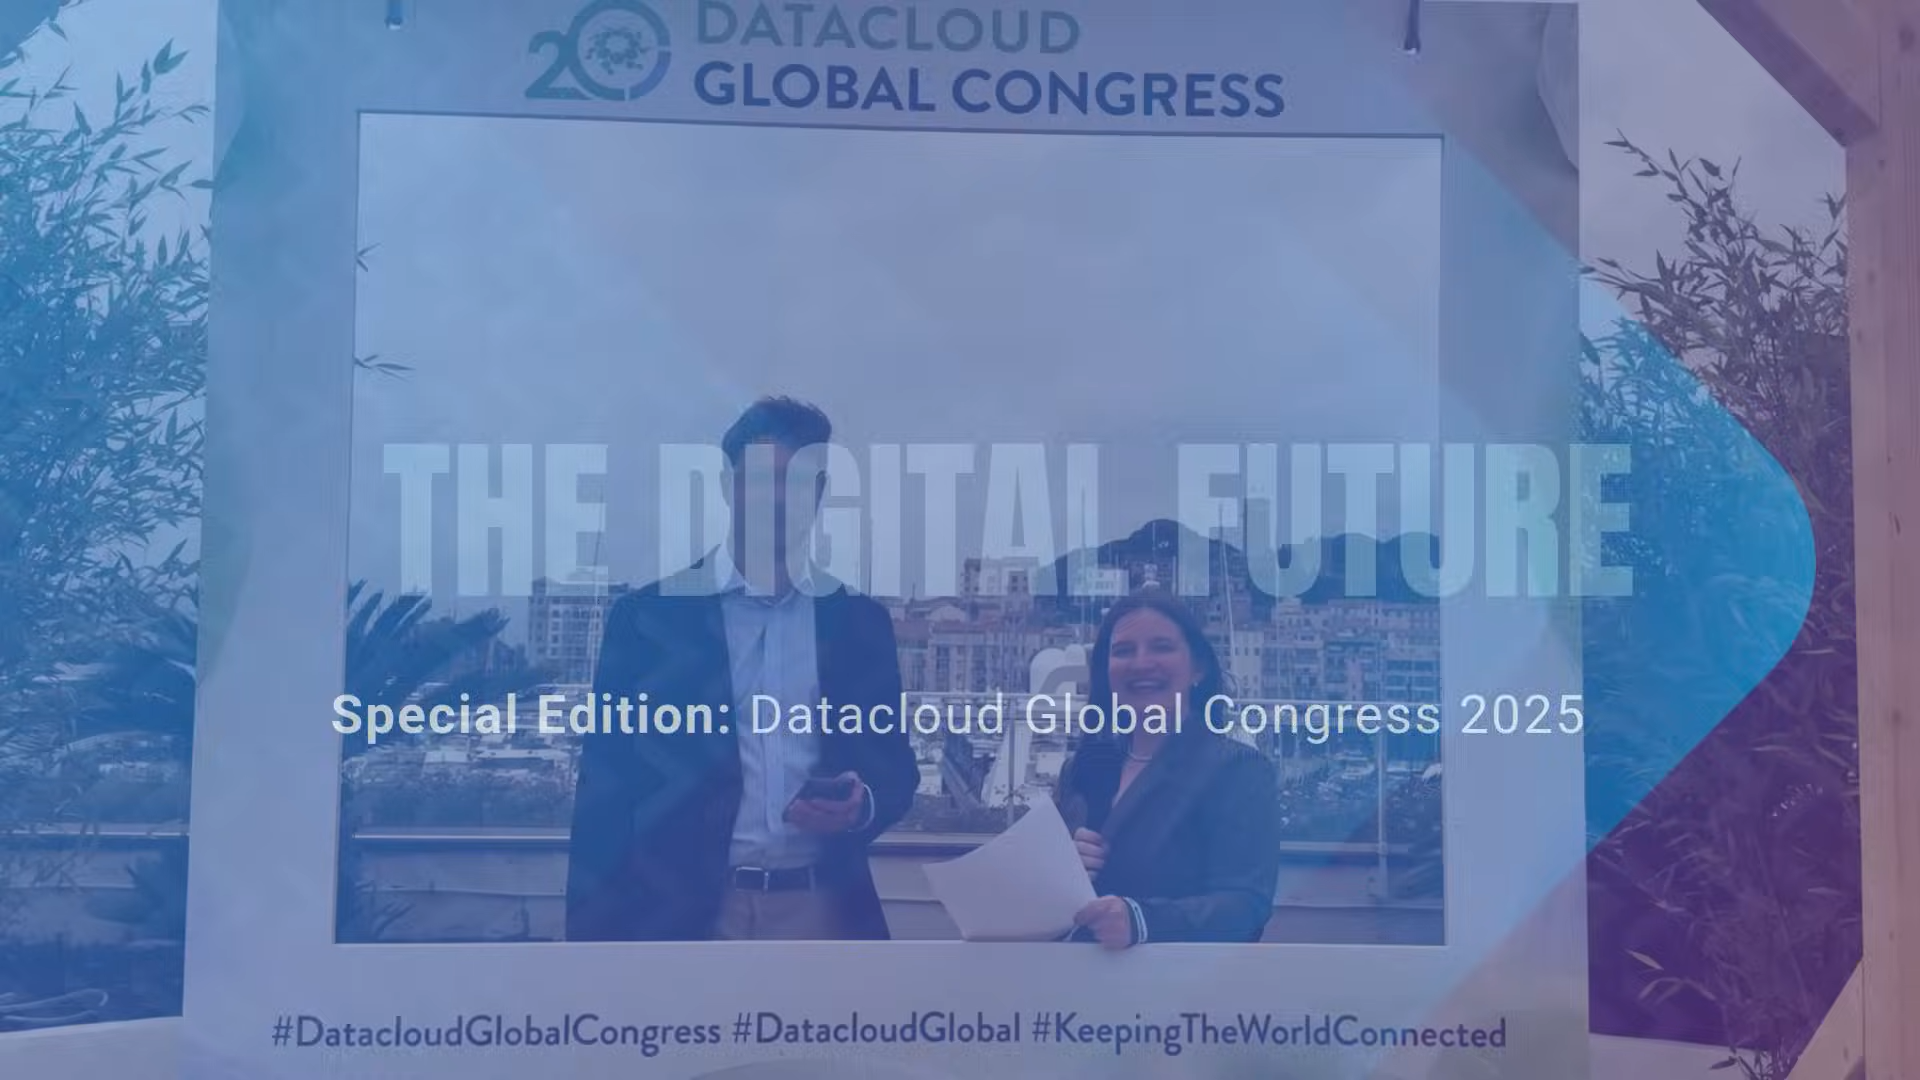 20 DATACLOUD
GLOBAL CONGRESS
THE DIGITAL FUTURE
Special Edition: Datacloud Global Congress 2025
#DatacloudGlobalCongress #DatacloudGlobal #KeepingTheWorldConnected